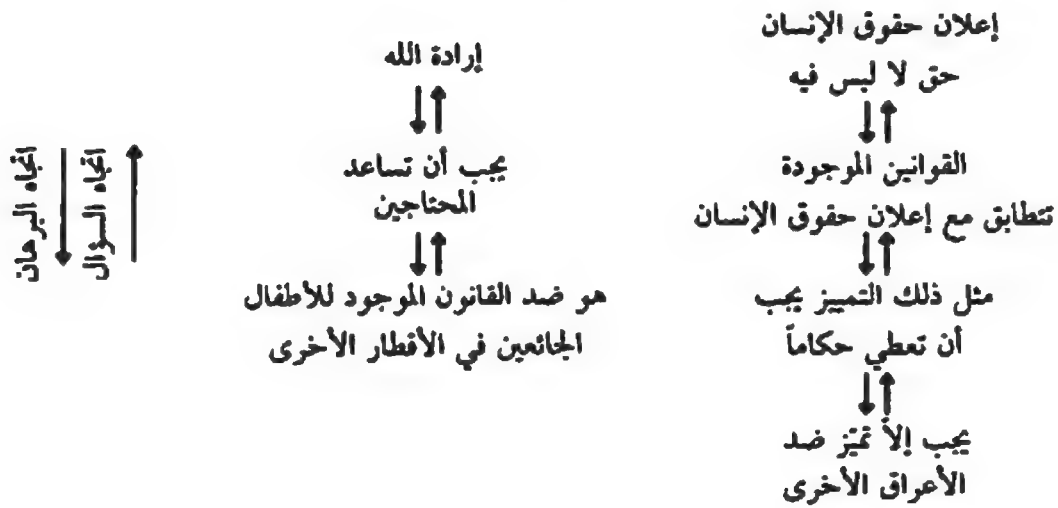 إعلان حقوق الإنسان
حق لا لبس فيه
القوانين الموجودة
تتطابق مع إعلان حقوق الإنسان
مثل ذلك التمييز يجب
أن تعطي حكاماً
يجب إلاّ تميّز ضد
الأعراق الأخرى
إرادة الله
يجب أن تساعد
المحتاجين
هو ضد القانون الموجود للأطفال
الجائعين في الأقطار الأخرى
اتجاه السؤال
اتجاه البرهان